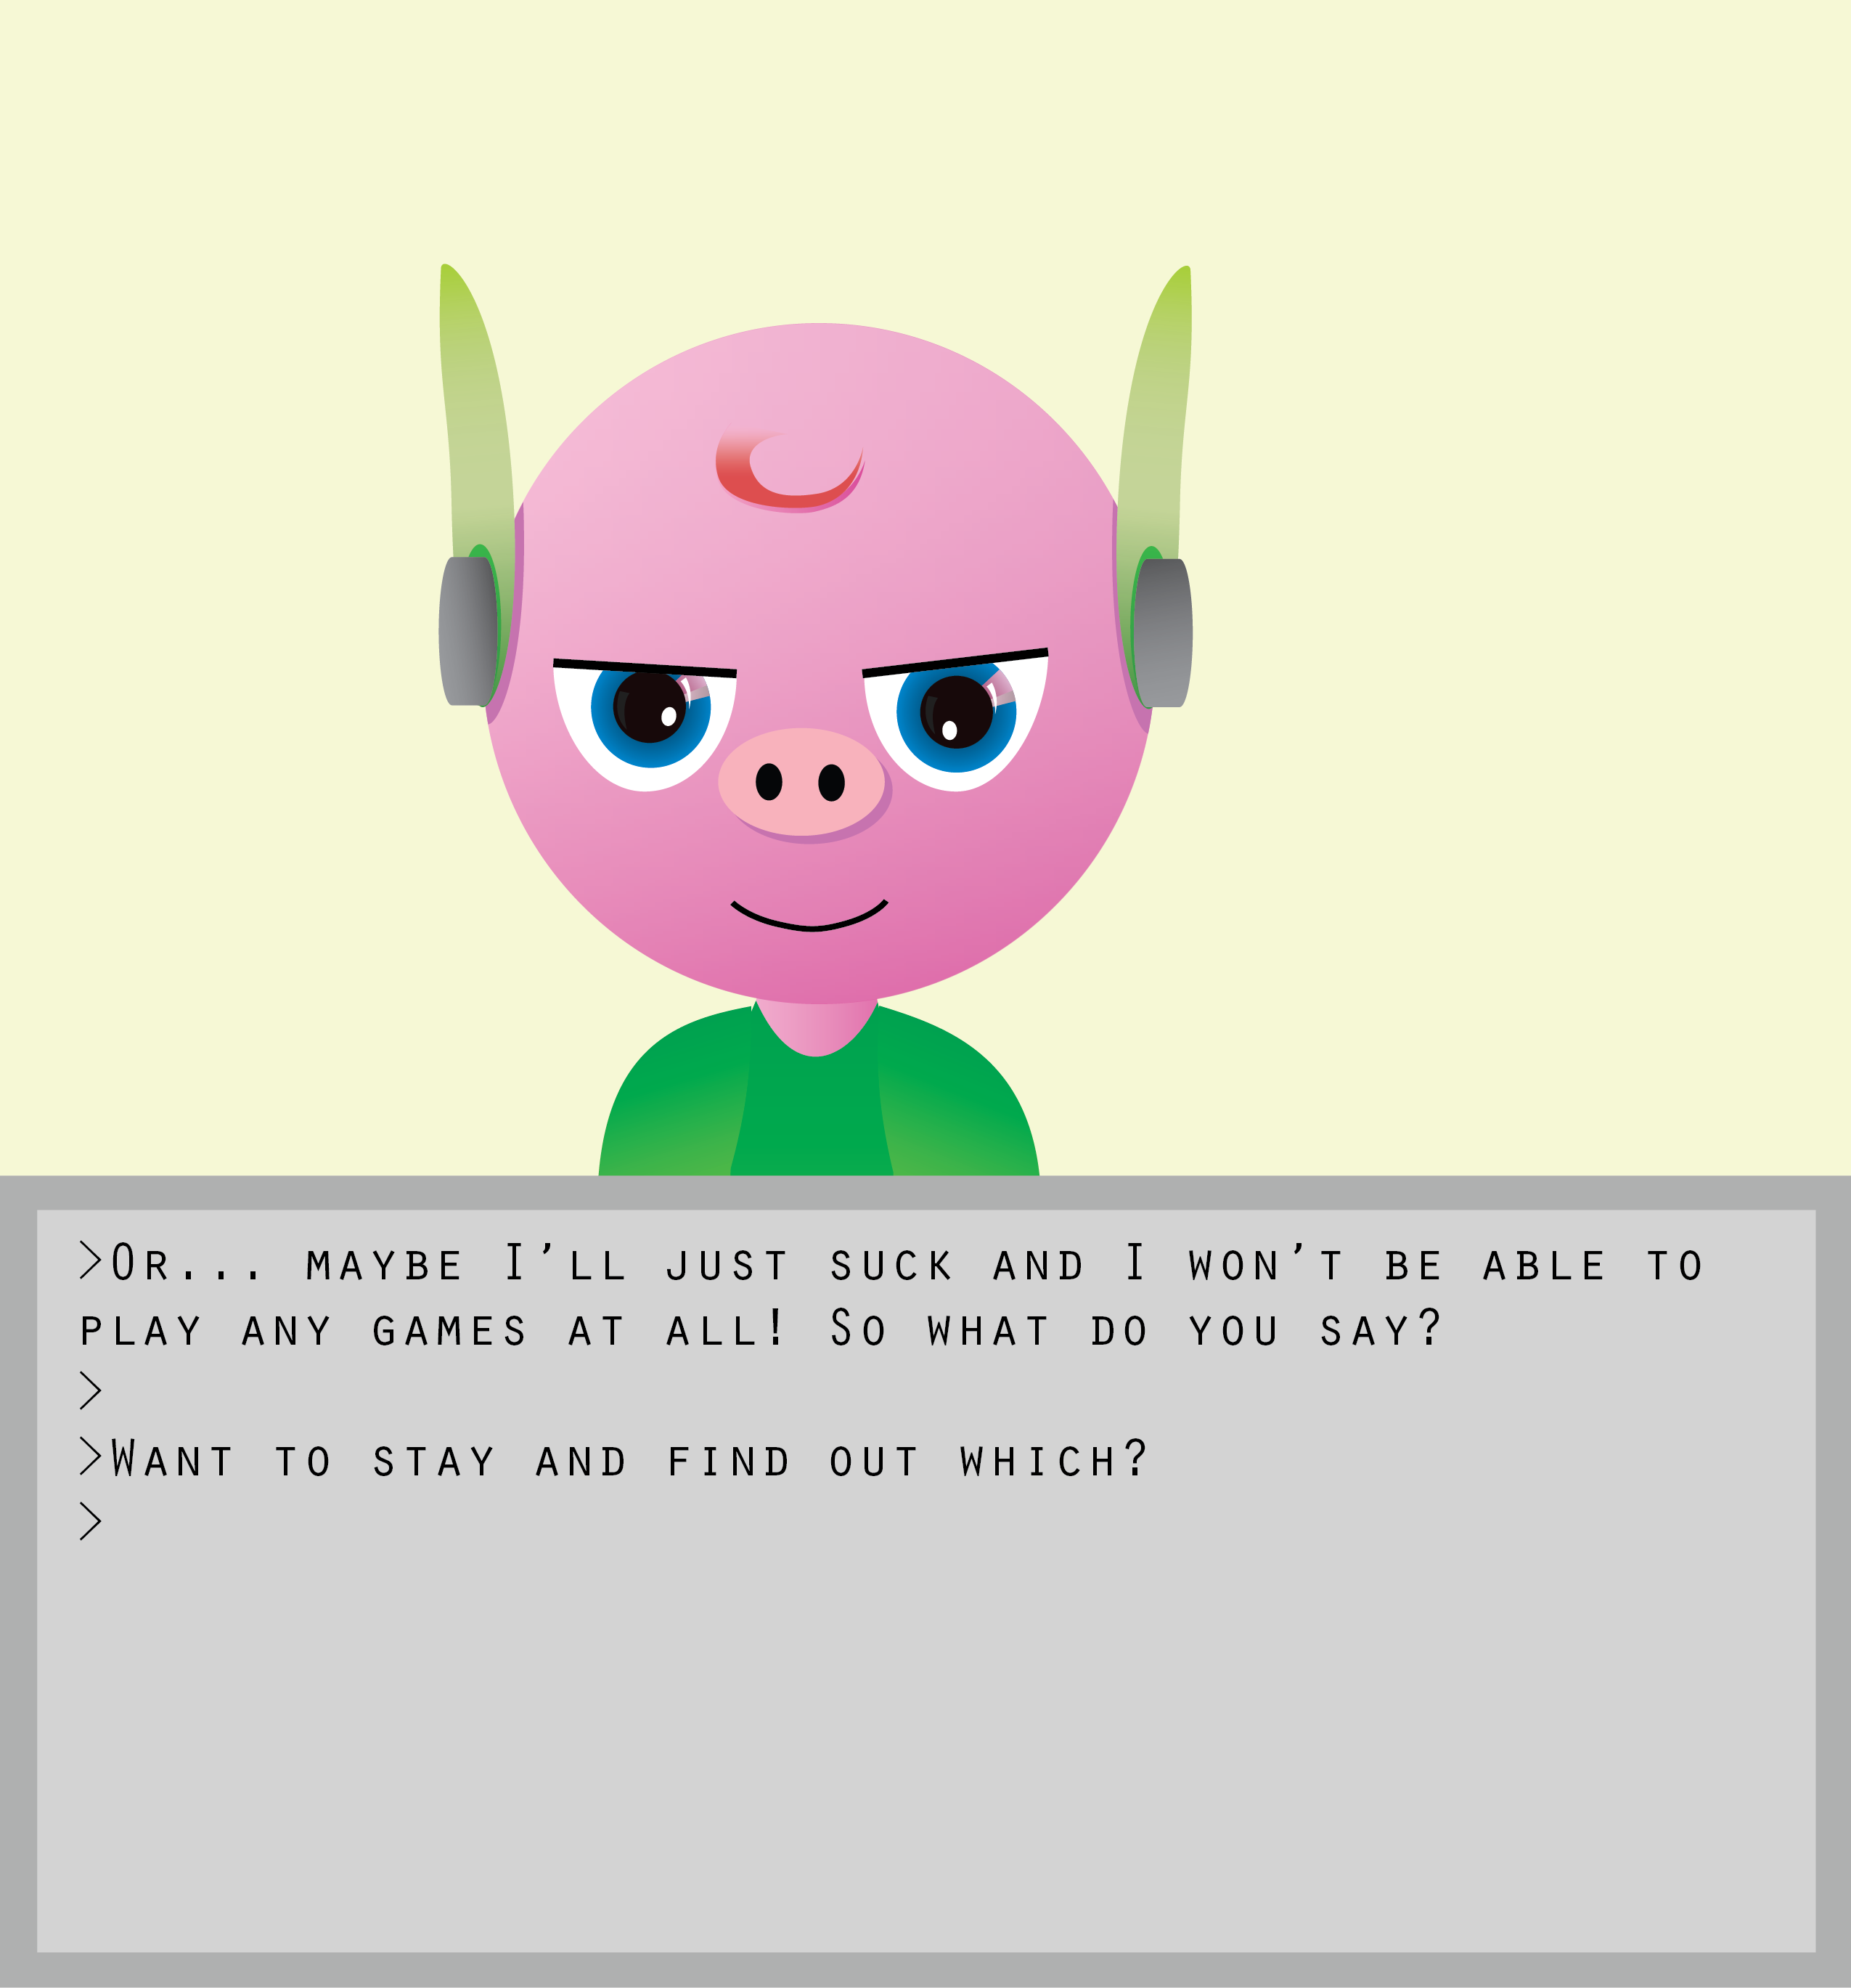 >Or... maybe I’ll just suck and I won’t be able to
play any games at all! So what do you say?
>
>Want to stay and find out which?
>